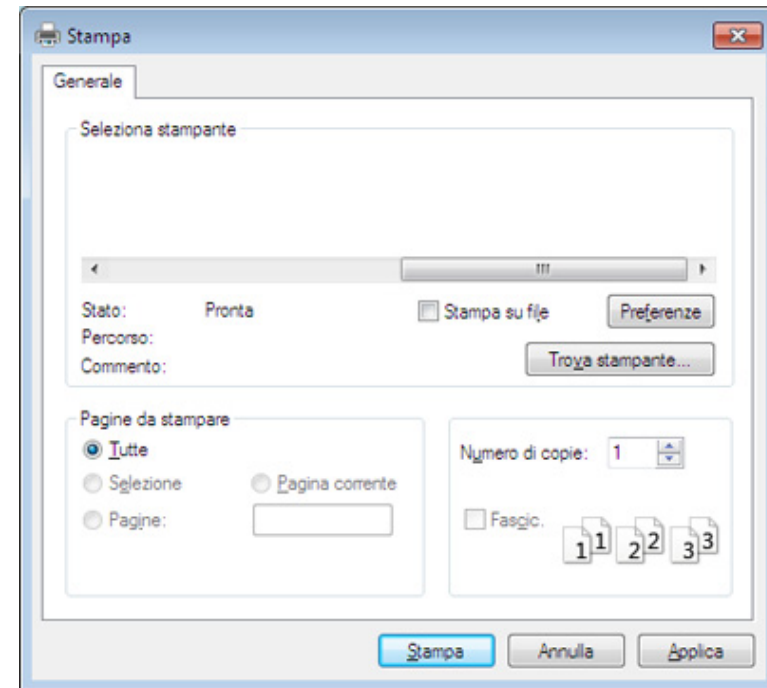 Stampa
Generale
Seleziona stampante
Stato: Pronta
Stampa su file
Preferenze
Percorso:
Commento:
Trova stampante...
Pagine da stampare
Tutte
Selezione
Pagina corrente
Pagine:
Numero di copie: 1
Fascic.
1 1 2 2 3 3
Stampa
Annulla
Applica